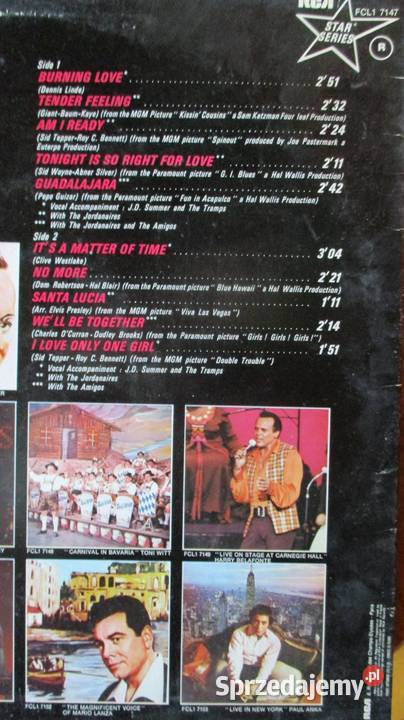 RCA
FCL1 7147
STAR
SERIES
R
Side 1
BURNING LOVE* 2'51
(Dennis Linde)
TENDER FEELING** 2'32
(Giant-Baum-Kaye) (from the MGM Picture "Kissin' Cousins" a Sam Katzman Four leaf Production)
AM I READY** 2'24
(Sid Tepper-Roy C. Bennett) (from the MGM Picture "Spinout" produced by Joe Pasternark a
Euterpe Production)
TONIGHT IS SO RIGHT FOR LOVE** 2'11
(Sid Wayne-Abner Silver) (from the Paramount picture "G. I. Blues" a Hal Wallis Production)
GUADALAJARA*** 2'42
(Pepe Guizar) (from the Paramount picture "Fun in Acapulco" a Hal Wallis Production)
* Vocal Accompaniment : J.D. Summer and The Tramps
** With The Jordanaires
*** With The Jordanaires and The Amigos
Side 2
IT'S A MATTER OF TIME* 3'04
(Clive Westlake)
NO MORE 2'21
(Dom Robertson-Hal Blair) (from the Paramount picture "Blue Hawaii" a Hal Wallis Production)
SANTA LUCIA** 1'11
(Arr. Elvis Presley) (from the MGM picture "Viva Las Vegas")
WE'LL BE TOGETHER*** 2'14
(Charles O'Curran-Dudley Brooks) (from the Paramount picture "Girls ! Girls ! Girls !")
I LOVE ONLY ONE GIRL* 1'51
(Sid Tepper-Roy C. Bennett) (from the MGM picture "Double Trouble")
* Vocal Accompaniment : J.D. Summer and The Tramps
** With The Jordanaires
*** With The Amigos
FCL1 7148 "CARNIVAL IN BAVARIA" TONI WITT
FCL1 7149 "LIVE ON STAGE AT CARNEGIE HALL"
HARRY BELAFONTE
FCL1 7152 "THE MAGNIFICENT VOICE
OF MARIO LANZA
FCL1 7153 "LIVE IN NEW YORK" PAUL ANKA
RCA
Sprzedajemy.pl